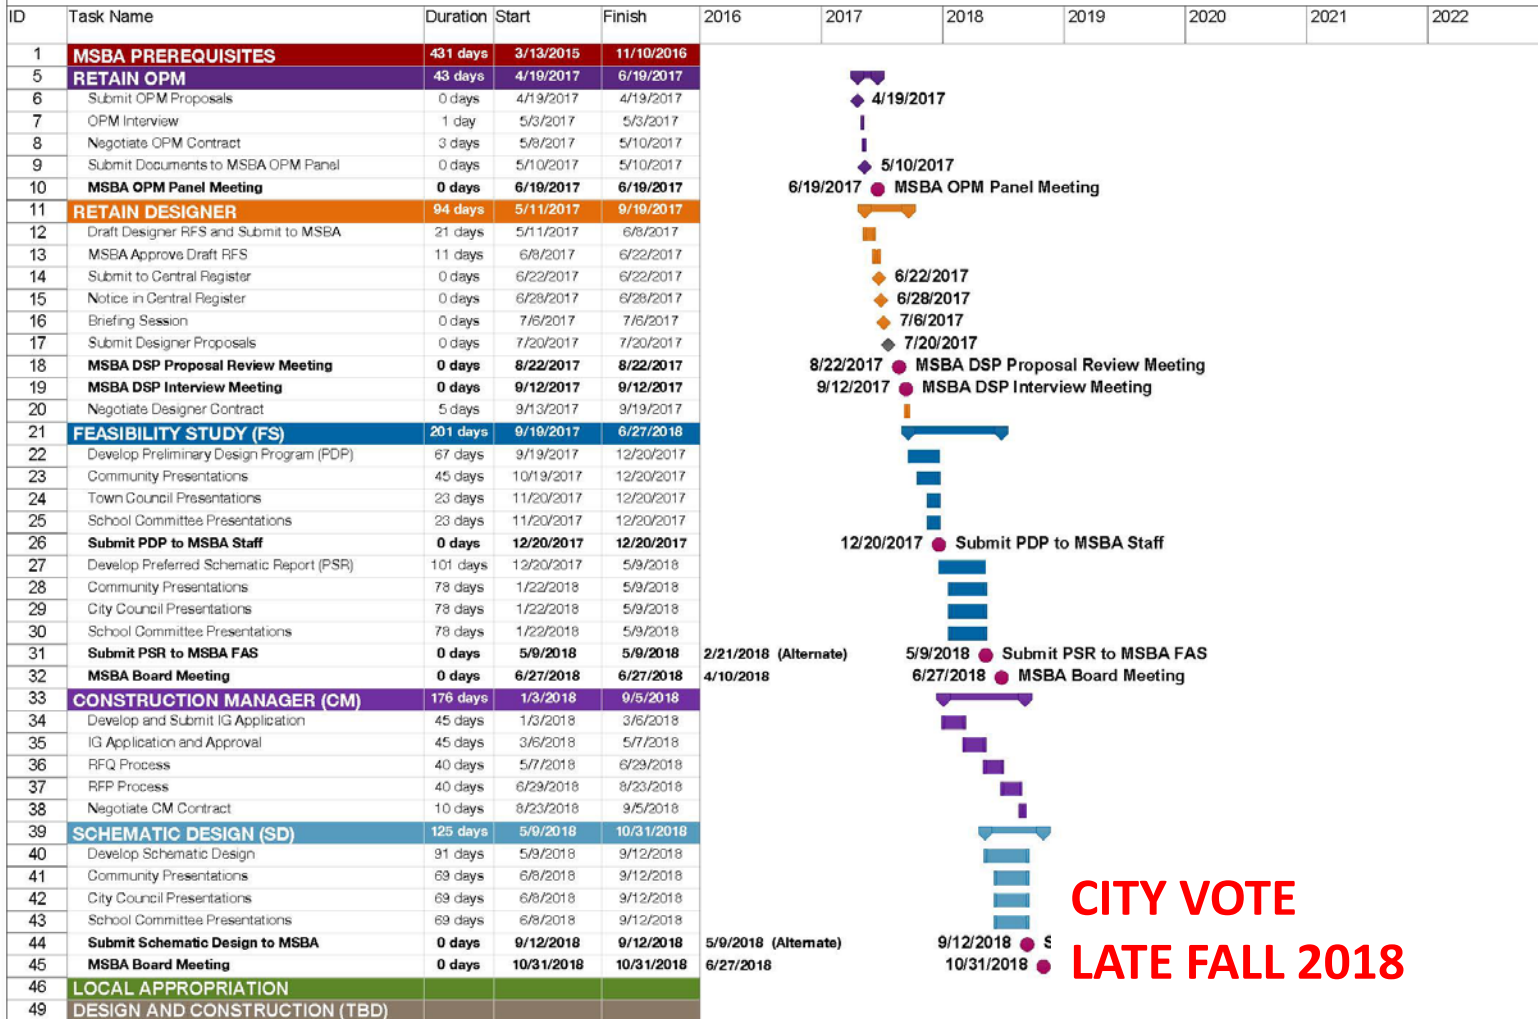 ID Task Name Duration Start Finish 2016 2017 2018 2019 2020 2021 2022
1 MSBA PREREQUISITES 431 days 3/13/2015 11/10/2016
5 RETAIN OPM 43 days 4/19/2017 6/19/2017
6 Submit OPM Proposals 0 days 4/19/2017 4/19/2017 4/19/2017
7 OPM Interview 1 day 5/3/2017 5/3/2017
8 Negotiate OPM Contract 3 days 5/8/2017 5/10/2017
9 Submit Documents to MSBA OPM Panel 0 days 5/10/2017 5/10/2017 5/10/2017
10 MSBA OPM Panel Meeting 0 days 6/19/2017 6/19/2017 6/19/2017 MSBA OPM Panel Meeting
11 RETAIN DESIGNER 94 days 5/11/2017 9/19/2017
12 Draft Designer RFS and Submit to MSBA 21 days 5/11/2017 6/8/2017
13 MSBA Approve Draft RFS 11 days 6/8/2017 6/22/2017
14 Submit to Central Register 0 days 6/22/2017 6/22/2017 6/22/2017
15 Notice in Central Register 0 days 6/28/2017 6/28/2017 6/28/2017
16 Briefing Session 0 days 7/6/2017 7/6/2017 7/6/2017
17 Submit Designer Proposals 0 days 7/20/2017 7/20/2017 7/20/2017
18 MSBA DSP Proposal Review Meeting 0 days 8/22/2017 8/22/2017 8/22/2017 MSBA DSP Proposal Review Meeting
19 MSBA DSP Interview Meeting 0 days 9/12/2017 9/12/2017 9/12/2017 MSBA DSP Interview Meeting
20 Negotiate Designer Contract 5 days 9/13/2017 9/19/2017
21 FEASIBILITY STUDY (FS) 201 days 9/19/2017 6/27/2018
22 Develop Preliminary Design Program (PDP) 67 days 9/19/2017 12/20/2017
23 Community Presentations 45 days 10/19/2017 12/20/2017
24 Town Council Presentations 23 days 11/20/2017 12/20/2017
25 School Committee Presentations 23 days 11/20/2017 12/20/2017
26 Submit PDP to MSBA Staff 0 days 12/20/2017 12/20/2017 12/20/2017 Submit PDP to MSBA Staff
27 Develop Preferred Schematic Report (PSR) 101 days 12/20/2017 5/9/2018
28 Community Presentations 78 days 1/22/2018 5/9/2018
29 City Council Presentations 78 days 1/22/2018 5/9/2018
30 School Committee Presentations 78 days 1/22/2018 5/9/2018
31 Submit PSR to MSBA FAS 0 days 5/9/2018 5/9/2018 2/21/2018 (Alternate) 5/9/2018 Submit PSR to MSBA FAS
32 MSBA Board Meeting 0 days 6/27/2018 6/27/2018 4/10/2018 6/27/2018 MSBA Board Meeting
33 CONSTRUCTION MANAGER (CM) 176 days 1/3/2018 9/5/2018
34 Develop and Submit IG Application 45 days 1/3/2018 3/6/2018
35 IG Application and Approval 45 days 3/6/2018 5/7/2018
36 RFQ Process 40 days 5/7/2018 6/29/2018
37 RFP Process 40 days 6/29/2018 8/23/2018
38 Negotiate CM Contract 10 days 8/23/2018 9/5/2018
39 SCHEMATIC DESIGN (SD) 125 days 5/9/2018 10/31/2018
40 Develop Schematic Design 91 days 5/9/2018 9/12/2018
41 Community Presentations 69 days 6/8/2018 9/12/2018
42 City Council Presentations 69 days 6/8/2018 9/12/2018
43 School Committee Presentations 69 days 6/8/2018 9/12/2018
CITY VOTE
44 Submit Schematic Design to MSBA 0 days 9/12/2018 9/12/2018 5/9/2018 (Alternate) 9/12/2018
45 MSBA Board Meeting 0 days 10/31/2018 10/31/2018 6/27/2018 10/31/2018
LATE FALL 2018
46 LOCAL APPROPRIATION
49 DESIGN AND CONSTRUCTION (TBD)